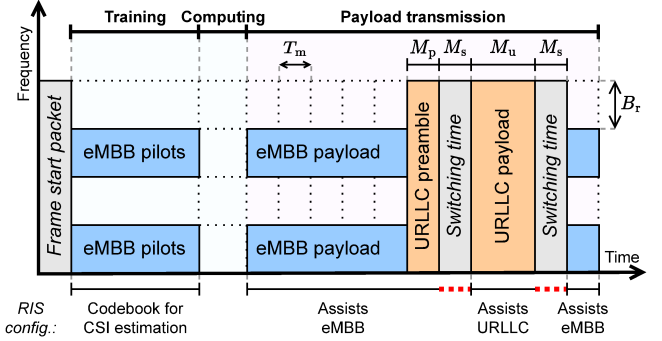 Training Computing Payload transmission
Frequency
T_m
M_p M_s M_u M_s
B_r
Frame start packet
eMBB pilots
eMBB payload
URLLC preamble
Switching time
URLLC payload
Switching time
eMBB pilots
eMBB payload
Time
RIS config.:
Codebook for
CSI estimation
Assists
eMBB
Assists
URLLC
Assists
eMBB